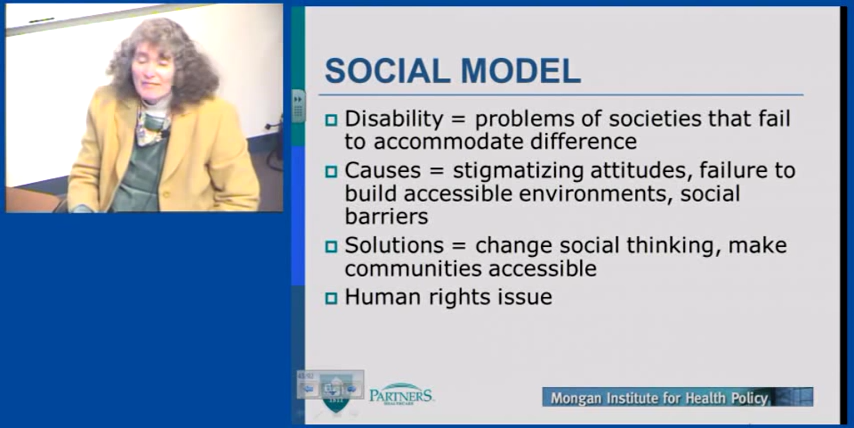 SOCIAL MODEL
Disability = problems of societies that fail
to accommodate difference
Causes = stigmatizing attitudes, failure to
build accessible environments, social
barriers
Solutions = change social thinking, make
communities accessible
Human rights issue
PARTNERS
HEALTHCARE
Mongan Institute for Health Policy